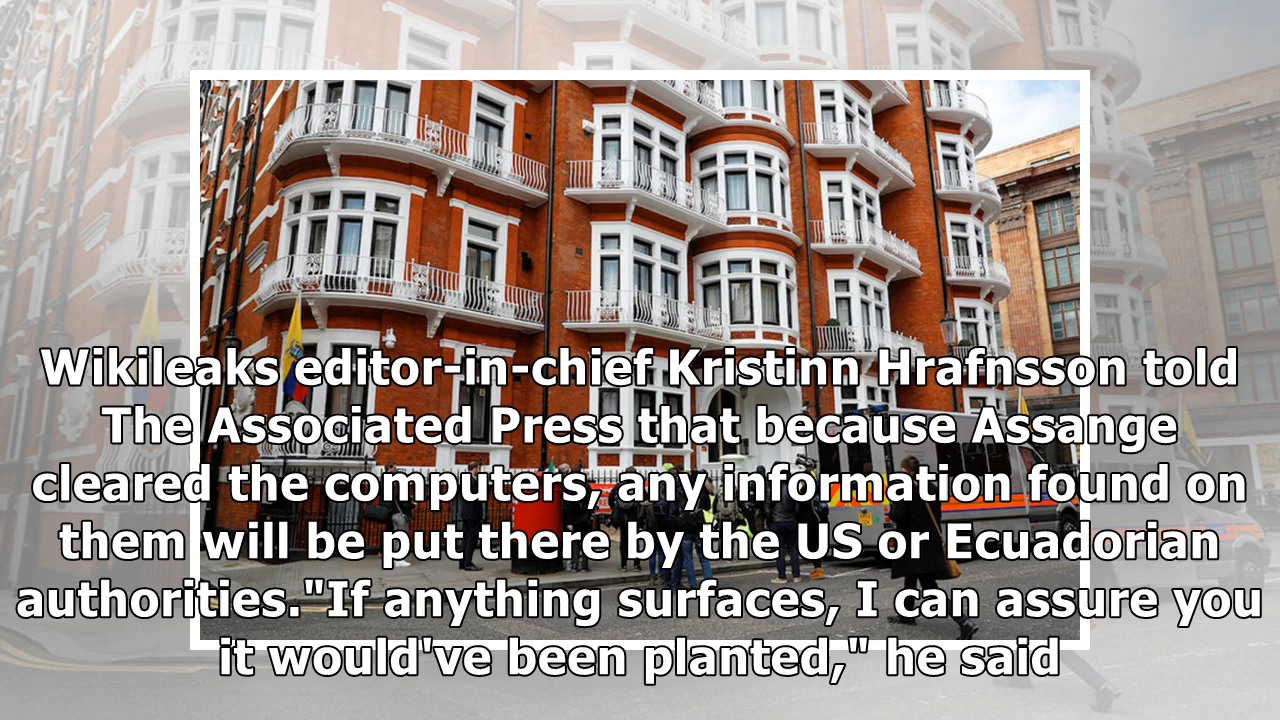 Wikileaks editor-in-chief Kristinn Hrafnsson told
The Associated Press that because Assange
cleared the computers, any information found on
them will be put there by the US or Ecuadorian
authorities."If anything surfaces, I can assure you
it would've been planted," he said